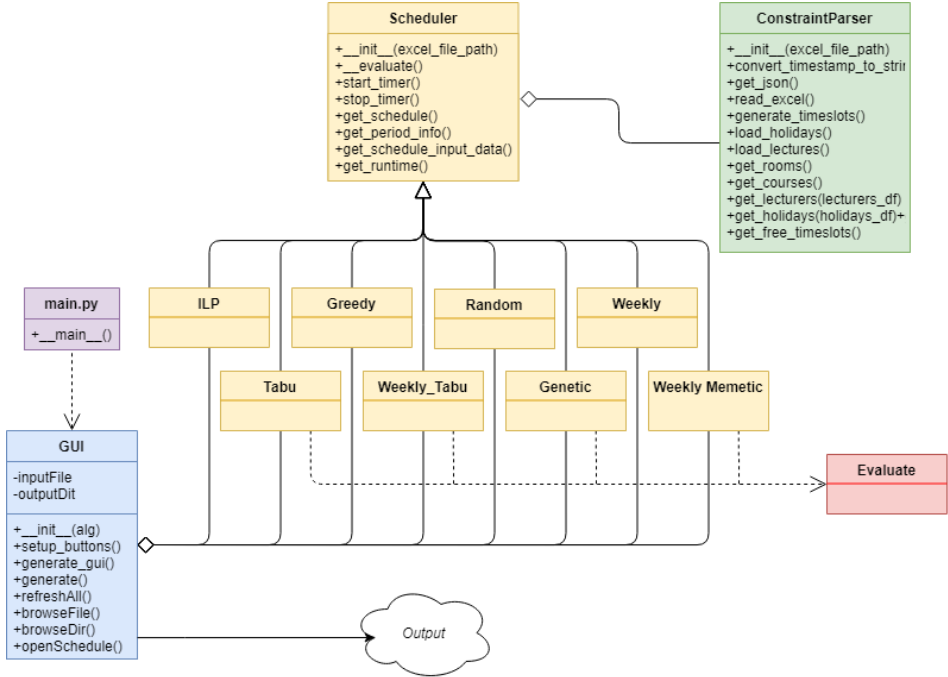 Scheduler
+__init__(excel_file_path)
+__evaluate()
+start_timer()
+stop_timer()
+get_schedule()
+get_period_info()
+get_schedule_input_data()
+get_runtime()
ConstraintParser
+__init__(excel_file_path)
+convert_timestamp_to_stri
+get_json()
+read_excel()
+generate_timeslots()
+load_holidays()
+load_lectures()
+get_rooms()
+get_courses()
+get_lecturers(lecturers_df)
+get_holidays(holidays_df)+
+get_free_timeslots()
main.py
+__main__()
ILP
Greedy
Random
Weekly
Tabu
Weekly_Tabu
Genetic
Weekly Memetic
GUI
-inputFile
-outputDit
+__init__(alg)
+setup_buttons()
+generate_gui()
+generate()
+refreshAll()
+browseFile()
+browseDir()
+openSchedule()
Evaluate
Output